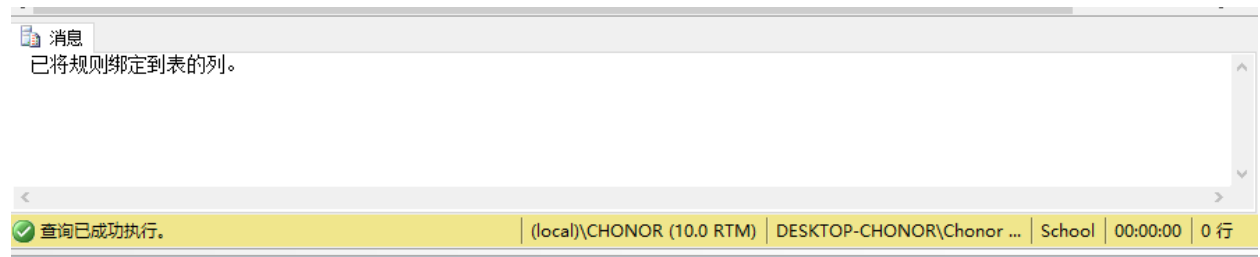 消息
已将规则绑定到表的列。
查询已成功执行。 (local)\CHONOR (10.0 RTM) DESKTOP-CHONOR\Chonor ... School 00:00:00 0 行